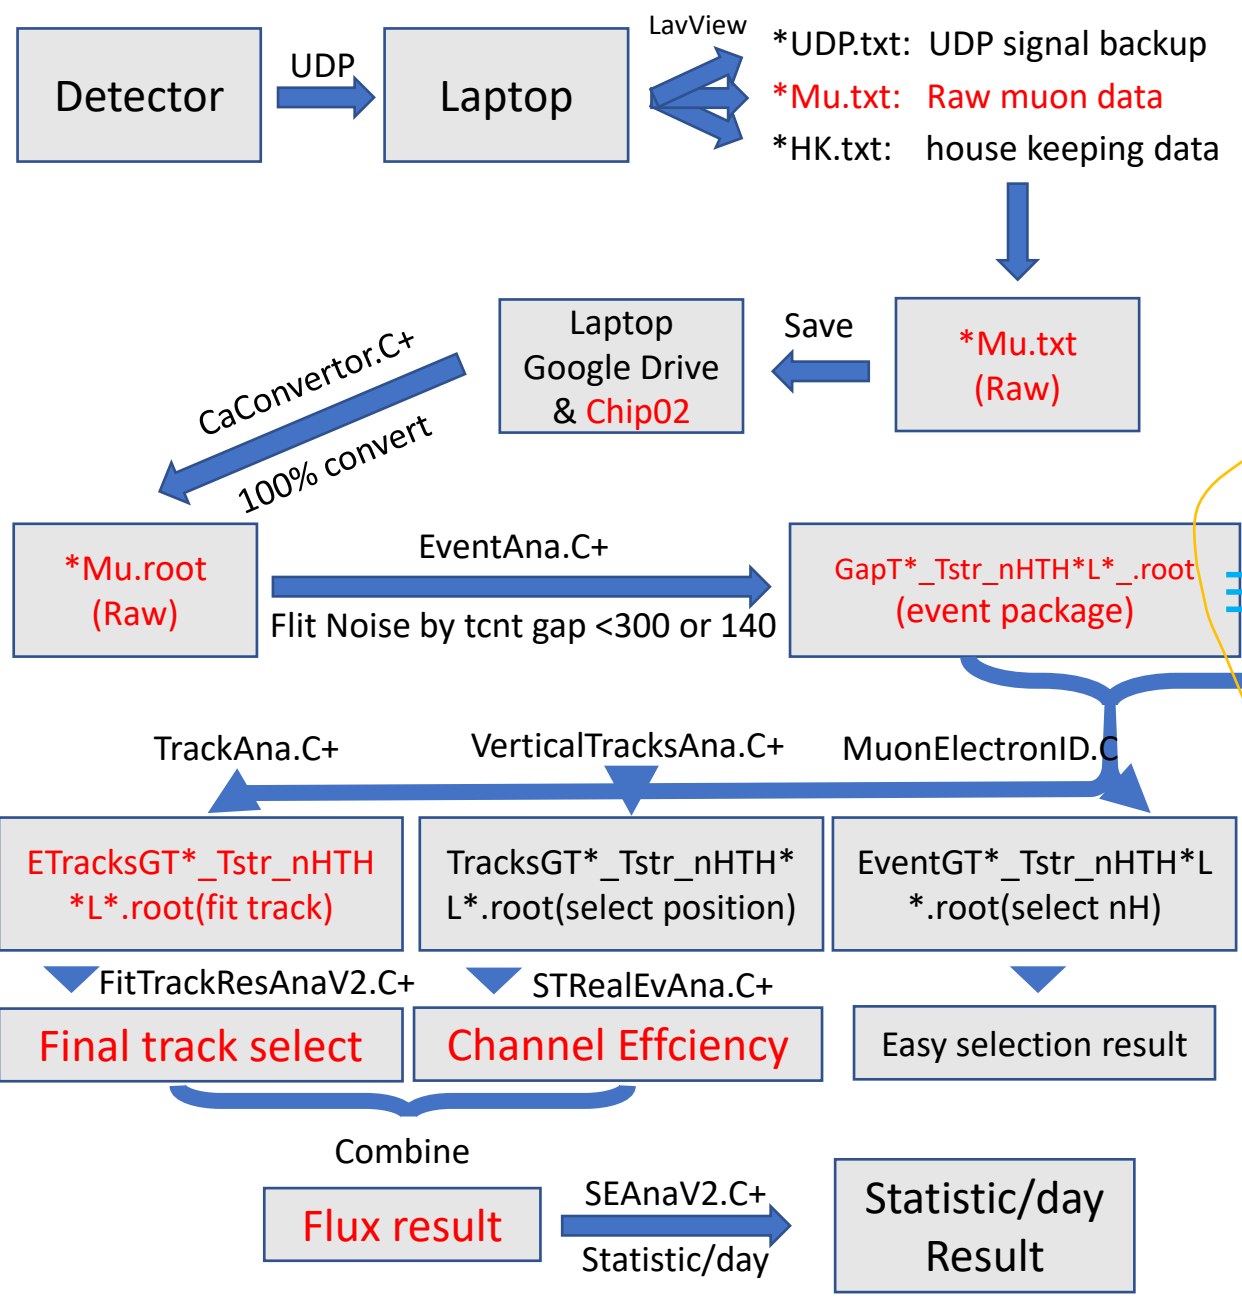 LavView
UDP
Detector
Laptop
*UDP.txt: UDP signal backup
*Mu.txt: Raw muon data
*HK.txt: house keeping data
Laptop
Google Drive
& Chip02
Save
*Mu.txt
(Raw)
CaConvertor.C+
100% convert
*Mu.root
(Raw)
EventAna.C+
Flit Noise by tcnt gap <300 or 140
GapT*_Tstr_nHTH*L*_.root
(event package)
TrackAna.C+
VerticalTracksAna.C+
MuonElectronID.C
ETracksGT*_Tstr_nHTH
*L*.root(fit track)
TracksGT*_Tstr_nHTH*
L*.root(select position)
EventGT*_Tstr_nHTH*L
*.root(select nH)
FitTrackResAnaV2.C+
STRealEvAna.C+
Final track select
Channel Effciency
Easy selection result
Combine
Flux result
SEAnaV2.C+
Statistic/day
Statistic/day
Result